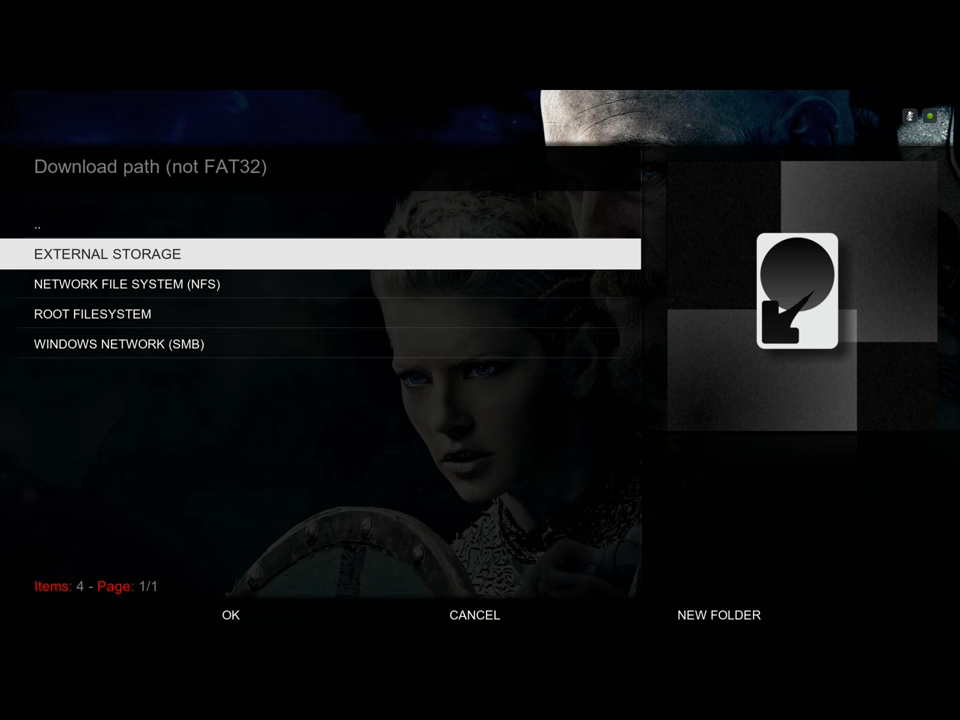 Download path (not FAT32)
..
EXTERNAL STORAGE
NETWORK FILE SYSTEM (NFS)
ROOT FILESYSTEM
WINDOWS NETWORK (SMB)
Items: 4 - Page: 1/1
OK CANCEL NEW FOLDER